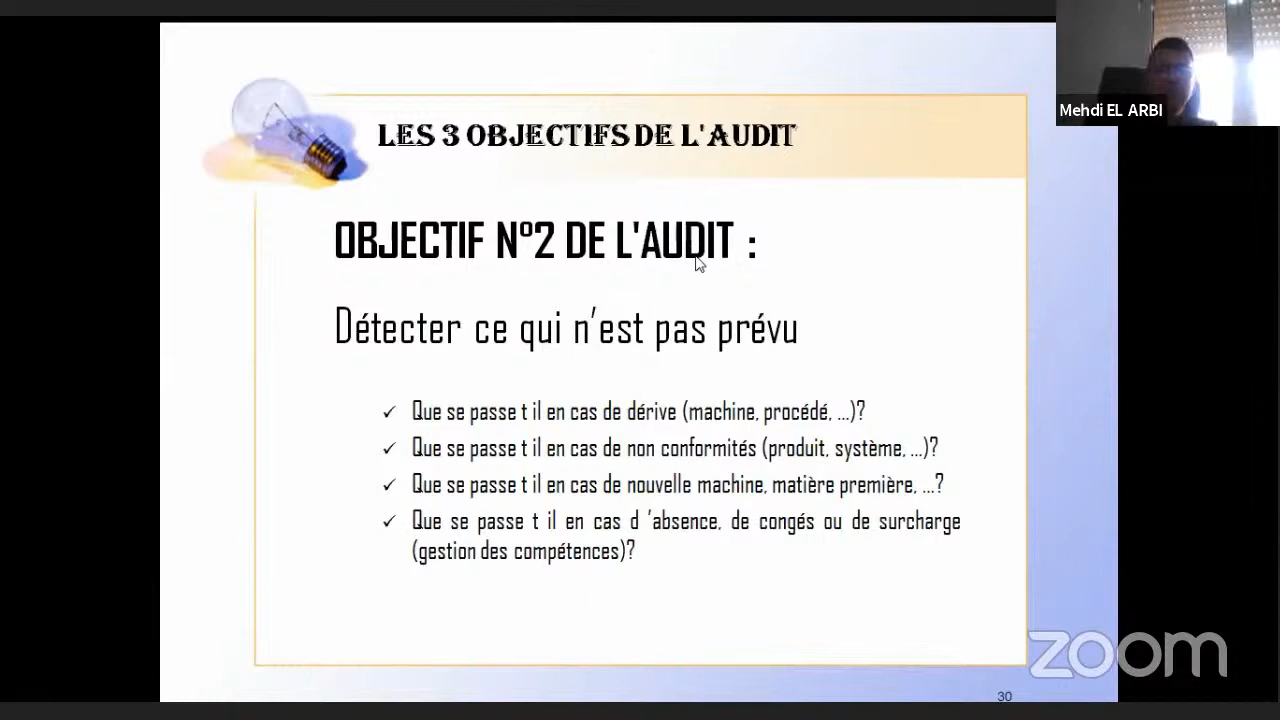 LES 3 OBJECTIFS DE L'AUDIT
Mehdi EL ARBI
OBJECTIF N°2 DE L'AUDIT :
Détecter ce qui n’est pas prévu
✓ Que se passe t il en cas de dérive (machine, procédé, ...)?
✓ Que se passe t il en cas de non conformités (produit, système, ...)?
✓ Que se passe t il en cas de nouvelle machine, matière première, ...?
✓ Que se passe t il en cas d ’absence, de congés ou de surcharge
(gestion des compétences)?
zoom
30